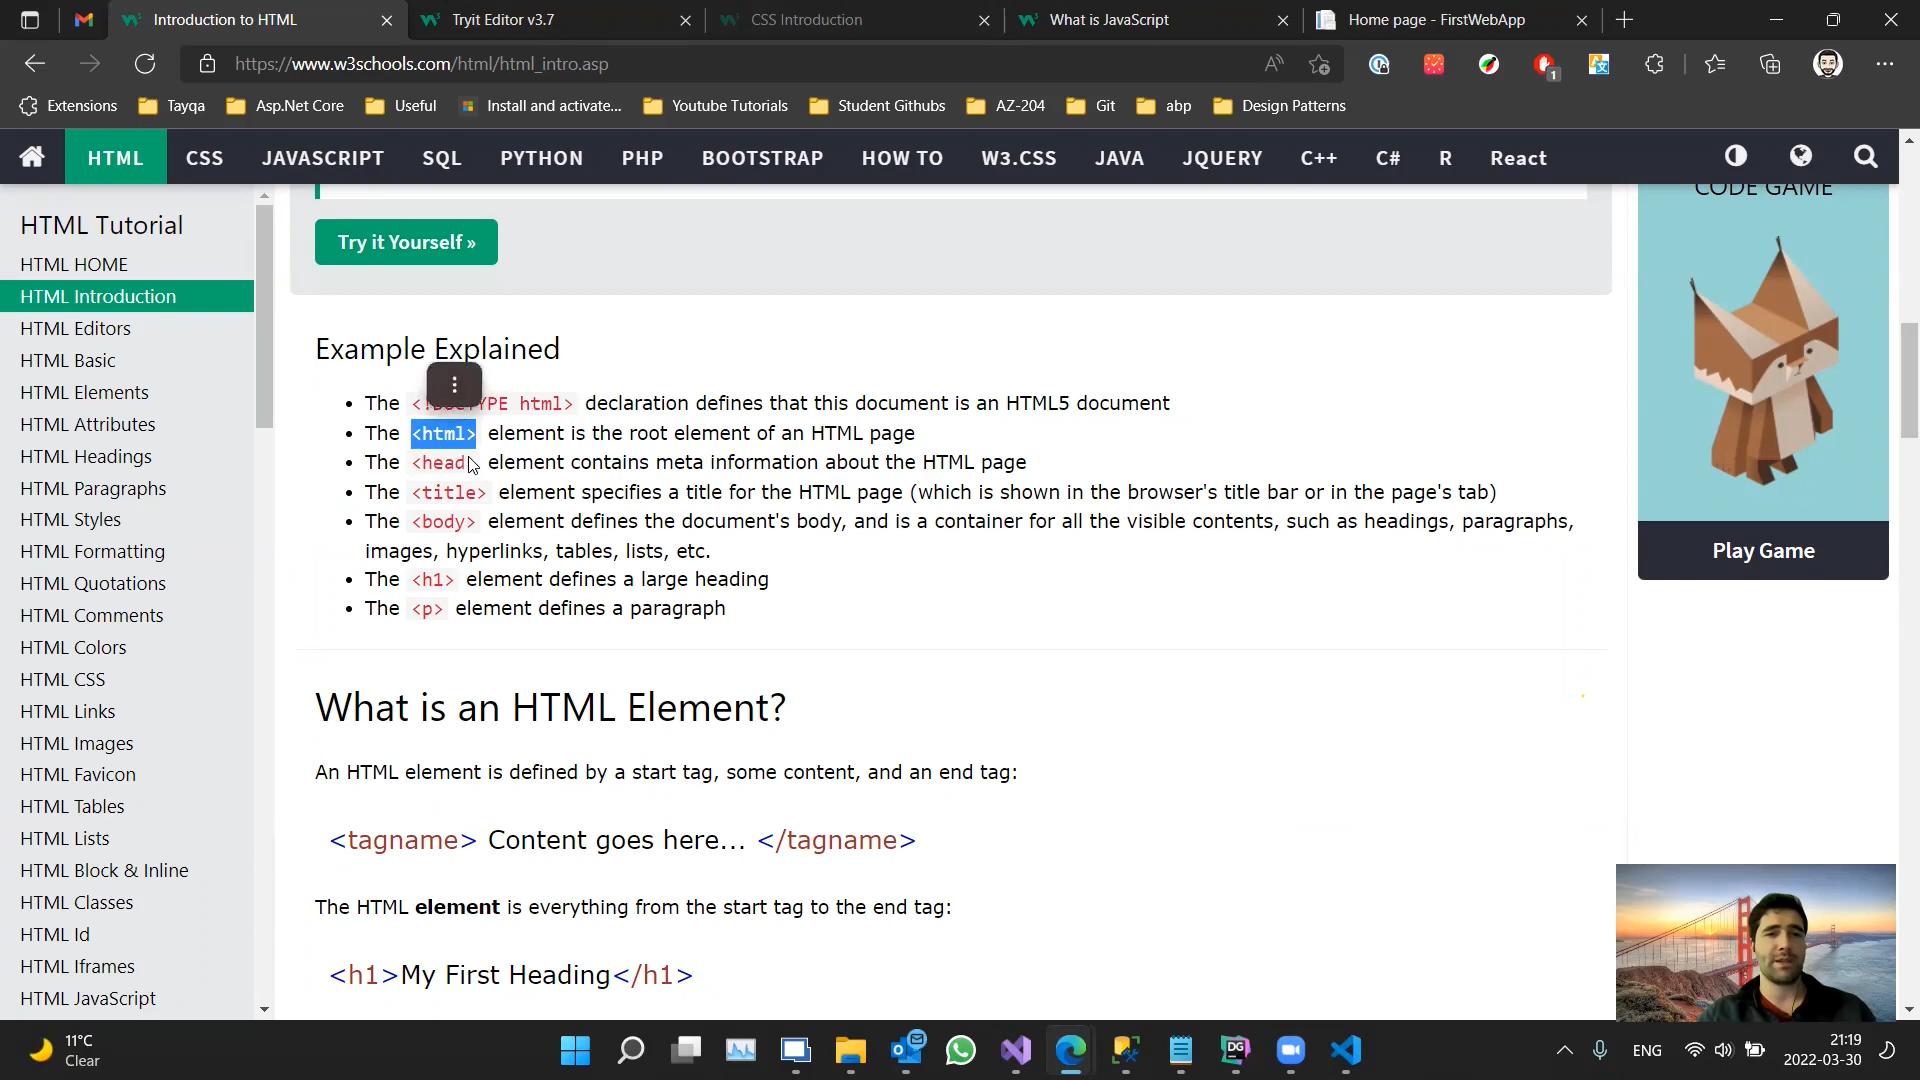 Introduction to HTML
Tryit Editor v3.7
CSS Introduction
What is JavaScript
Home page - FirstWebApp
https://www.w3schools.com/html/html_intro.asp
1
Extensions
Tayqa
Asp.Net Core
Useful
Install and activate...
Youtube Tutorials
Student Githubs
AZ-204
Git
abp
Design Patterns
HTML
CSS
JAVASCRIPT
SQL
PYTHON
PHP
BOOTSTRAP
HOW TO
W3.CSS
JAVA
JQUERY
C++
C#
R
React
HTML Tutorial
HTML HOME
HTML Introduction
HTML Editors
HTML Basic
HTML Elements
HTML Attributes
HTML Headings
HTML Paragraphs
HTML Styles
HTML Formatting
HTML Quotations
HTML Comments
HTML Colors
HTML CSS
HTML Links
HTML Images
HTML Favicon
HTML Tables
HTML Lists
HTML Block & Inline
HTML Classes
HTML Id
HTML Iframes
HTML JavaScript
Try it Yourself »
Example Explained
• The <!DOCTYPE html> declaration defines that this document is an HTML5 document
• The <html> element is the root element of an HTML page
• The <head element contains meta information about the HTML page
• The <title> element specifies a title for the HTML page (which is shown in the browser's title bar or in the page's tab)
• The <body> element defines the document's body, and is a container for all the visible contents, such as headings, paragraphs,
images, hyperlinks, tables, lists, etc.
• The <h1> element defines a large heading
• The <p> element defines a paragraph
What is an HTML Element?
An HTML element is defined by a start tag, some content, and an end tag:
<tagname> Content goes here... </tagname>
The HTML element is everything from the start tag to the end tag:
<h1>My First Heading</h1>
CODE GAME
Play Game
11°C
Clear
DG
ENG
21:19
2022-03-30